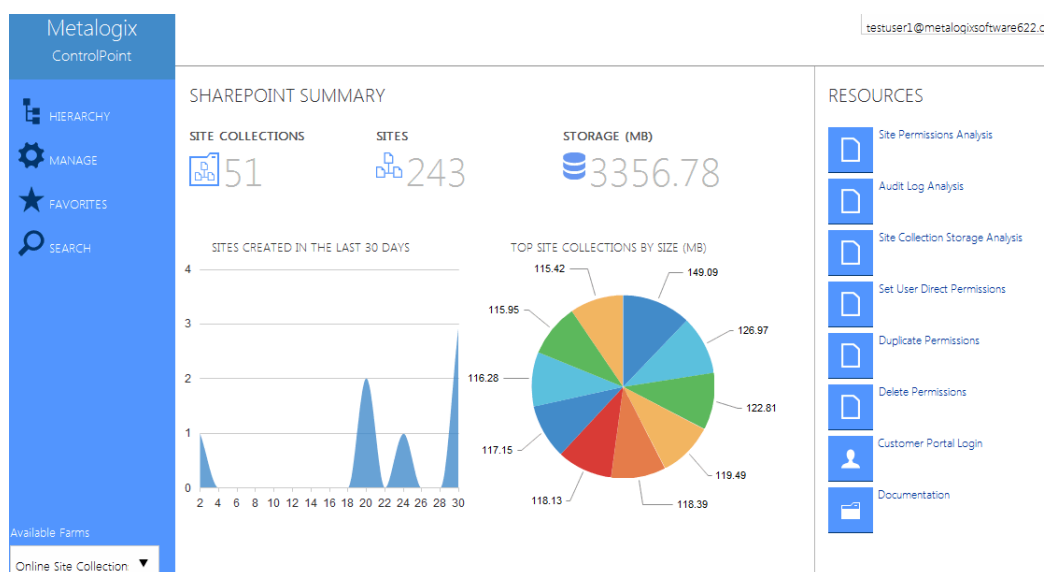 Metalogix
ControlPoint
testuser1@metalogixsoftware622.c
HIERARCHY
MANAGE
FAVORITES
SEARCH
Available Farms
Online Site Collection
SHAREPOINT SUMMARY
SITE COLLECTIONS
51
SITES
243
STORAGE (MB)
3356.78
SITES CREATED IN THE LAST 30 DAYS
4
3
2
1
0
2 4 6 8 10 12 14 16 18 20 22 24 26 28 30
TOP SITE COLLECTIONS BY SIZE (MB)
115.42
149.09
115.95
126.97
116.28
122.81
117.15
119.49
118.13
118.39
RESOURCES
Site Permissions Analysis
Audit Log Analysis
Site Collection Storage Analysis
Set User Direct Permissions
Duplicate Permissions
Delete Permissions
Customer Portal Login
Documentation